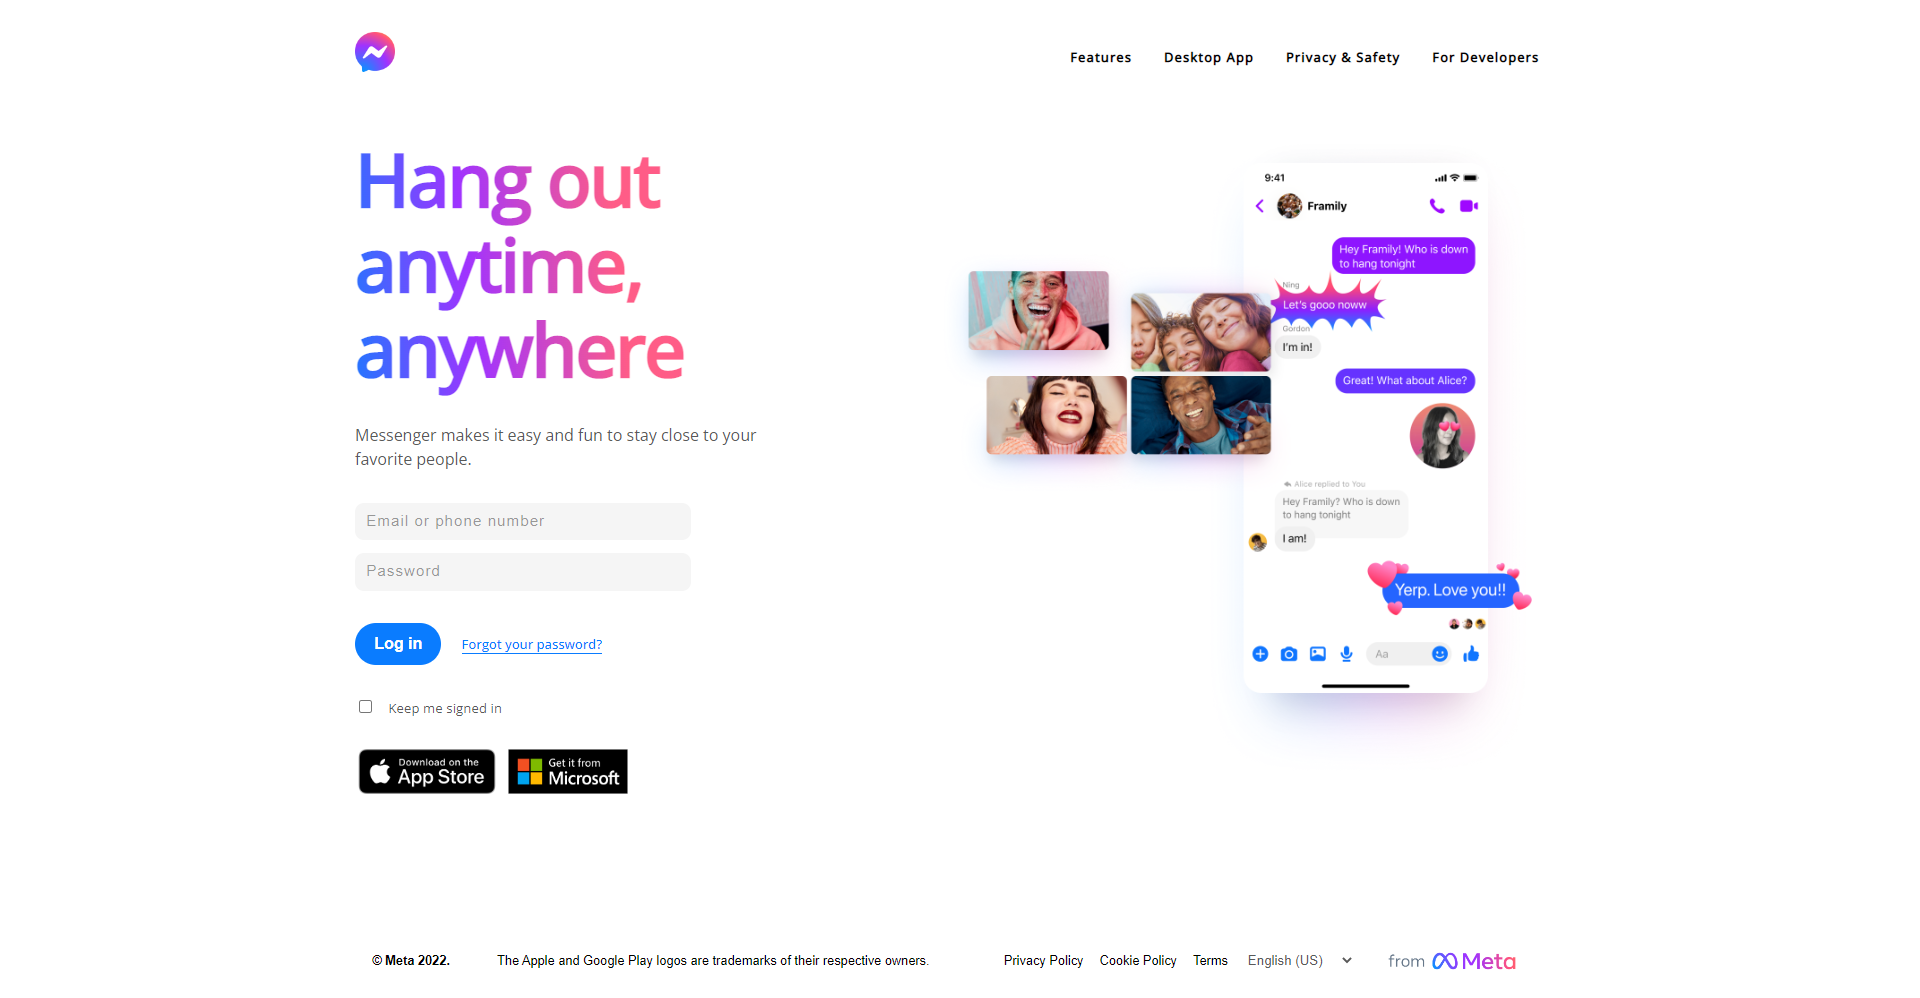 Features Desktop App Privacy & Safety For Developers
Hang out
anytime,
anywhere
Messenger makes it easy and fun to stay close to your
favorite people.
Email or phone number
Password
Log in Forgot your password?
Keep me signed in
Download on the
App Store
Get it from
Microsoft
9:41
Framily
Hey Framily! Who is down
to hang tonight
Ning
Let's gooo noww
Gordon
I'm in!
Great! What about Alice?
Alice replied to You
Hey Framily? Who is down
to hang tonight
I am!
Yerp. Love you!!
Aa
© Meta 2022. The Apple and Google Play logos are trademarks of their respective owners. Privacy Policy Cookie Policy Terms English (US) from Meta